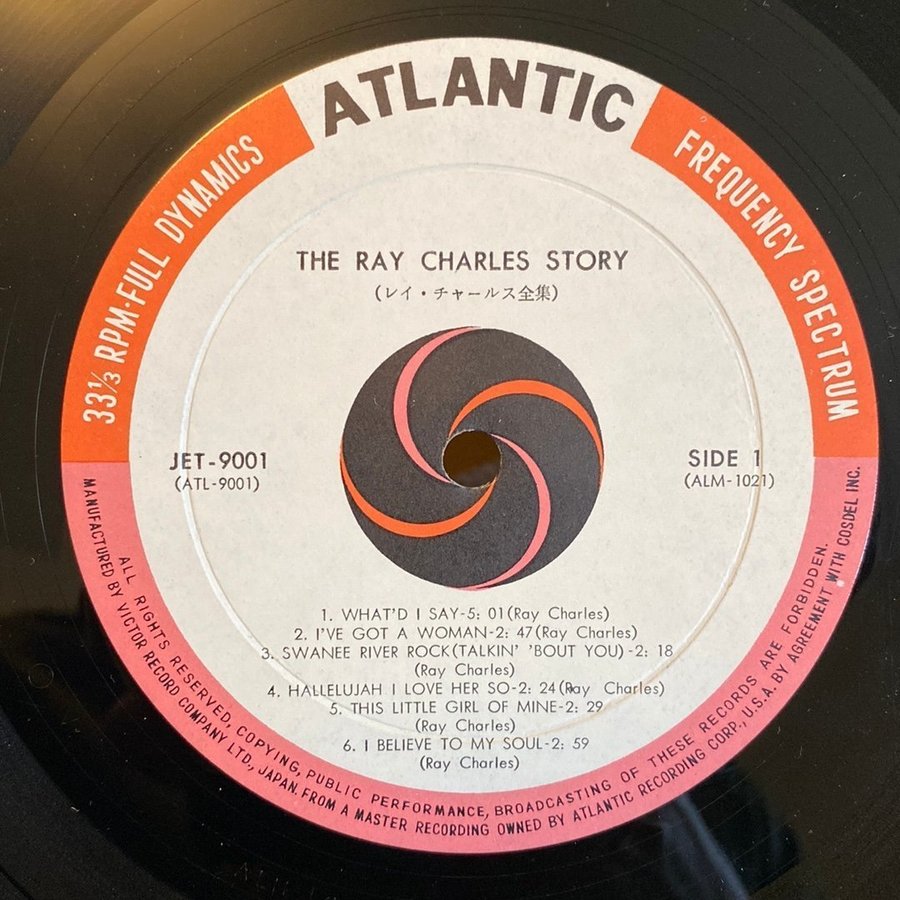 ATLANTIC
33⅓ RPM·FULL DYNAMICS
FREQUENCY SPECTRUM
THE RAY CHARLES STORY
(レイ・チャールス全集)
JET-9001
(ATL-9001)
SIDE 1
(ALM-1021)
1. WHAT'D I SAY-5: 01(Ray Charles)
2. I'VE GOT A WOMAN-2: 47(Ray Charles)
3. SWANEE RIVER ROCK(TALKIN' 'BOUT YOU)-2: 18
(Ray Charles)
4. HALLELUJAH I LOVE HER SO-2: 24(Ray Charles)
5. THIS LITTLE GIRL OF MINE-2: 29
(Ray Charles)
6. I BELIEVE TO MY SOUL-2: 59
(Ray Charles)
ALL RIGHTS RESERVED, COPYING, PUBLIC PERFORMANCE, BROADCASTING OF THESE RECORDS ARE FORBIDDEN.
MANUFACTURED BY VICTOR RECORD COMPANY LTD., JAPAN. FROM A MASTER RECORDING OWNED BY ATLANTIC RECORDING CORP., U.S.A. BY AGREEMENT WITH COSDEL INC.